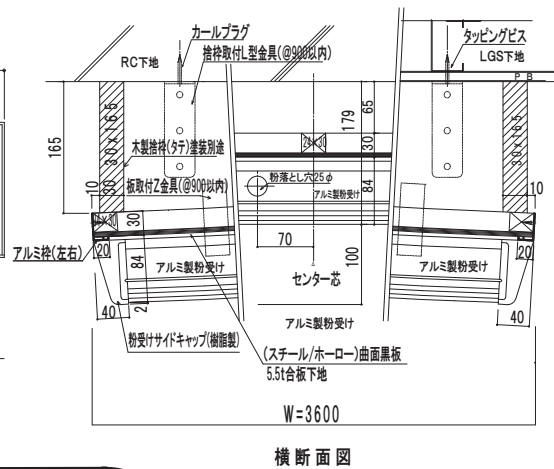 カールプラグ
タッピングビス
RC下地
捨枠取付L型金具(@900以内)
LGS下地
P B
65
179
30
165
30×165
木製捨枠(タテ)塗装別途
24×30
30×165
粉落とし穴25φ
アルミ製粉受け
84
10
30
板取付Z金具(@900以内)
10
30
70
100
アルミ枠(左右)
20
84
アルミ製粉受け
センター芯
アルミ製粉受け
20
40
2
アルミ製粉受け
40
粉受けサイドキャップ(樹脂製)
(スチール/ホーロー)曲面黒板
5.5t合板下地
W=3600
横断面図